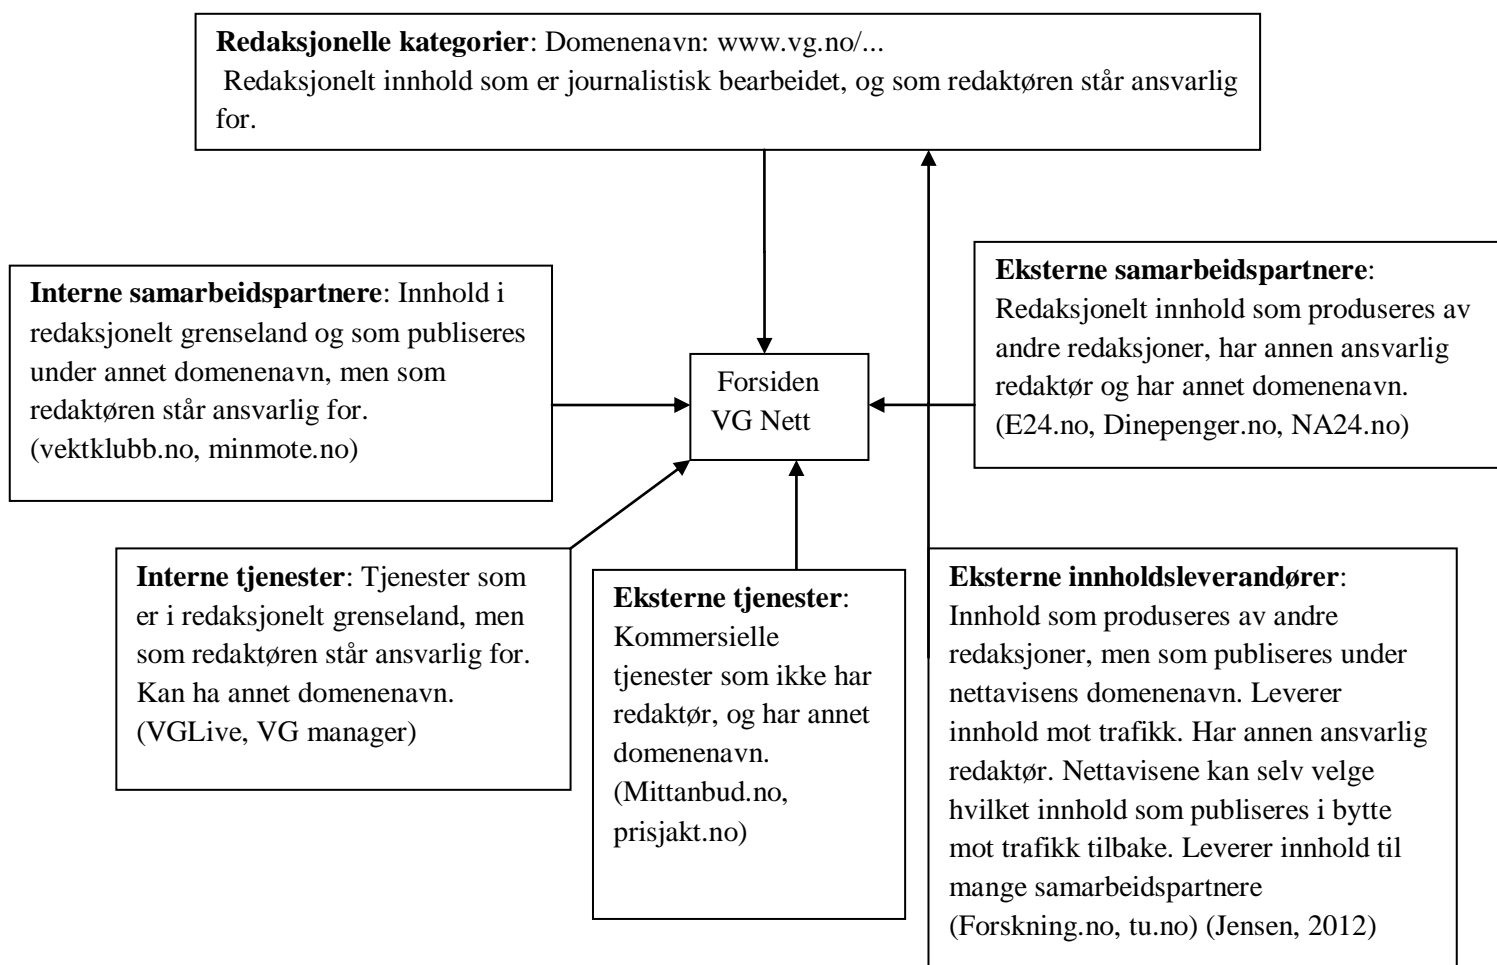 Redaksjonelle kategorier: Domenenavn: www.vg.no/...
Redaksjonelt innhold som er journalistisk bearbeidet, og som redaktøren står ansvarlig
for.
Interne samarbeidspartnere: Innhold i
redaksjonelt grenseland og som publiseres
under annet domenenavn, men som
redaktøren står ansvarlig for.
(vektklubb.no, minmote.no)
Forsiden
VG Nett
Eksterne samarbeidspartnere:
Redaksjonelt innhold som produseres av
andre redaksjoner, har annen ansvarlig
redaktør og har annet domenenavn.
(E24.no, Dinepenger.no, NA24.no)
Interne tjenester: Tjenester som
er i redaksjonelt grenseland, men
som redaktøren står ansvarlig for.
Kan ha annet domenenavn.
(VGLive, VG manager)
Eksterne tjenester:
Kommersielle
tjenester som ikke har
redaktør, og har annet
domenenavn.
(Mittanbud.no,
prisjakt.no)
Eksterne innholdsleverandører:
Innhold som produseres av andre
redaksjoner, men som publiseres under
nettavisens domenenavn. Leverer
innhold mot trafikk. Har annen ansvarlig
redaktør. Nettavisene kan selv velge
hvilket innhold som publiseres i bytte
mot trafikk tilbake. Leverer innhold til
mange samarbeidspartnere
(Forskning.no, tu.no) (Jensen, 2012)